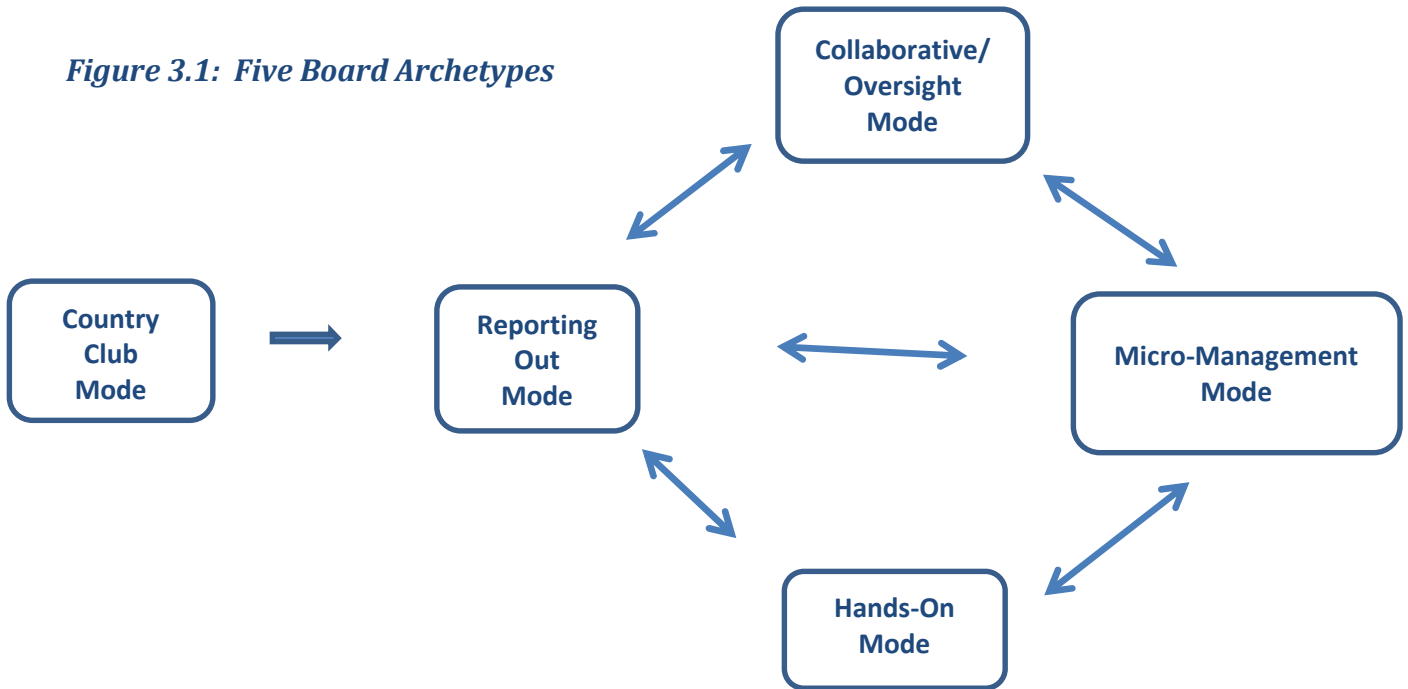 Figure 3.1: Five Board Archetypes
Collaborative/
Oversight
Mode
Country
Club
Mode
Reporting
Out
Mode
Micro-Management
Mode
Hands-On
Mode